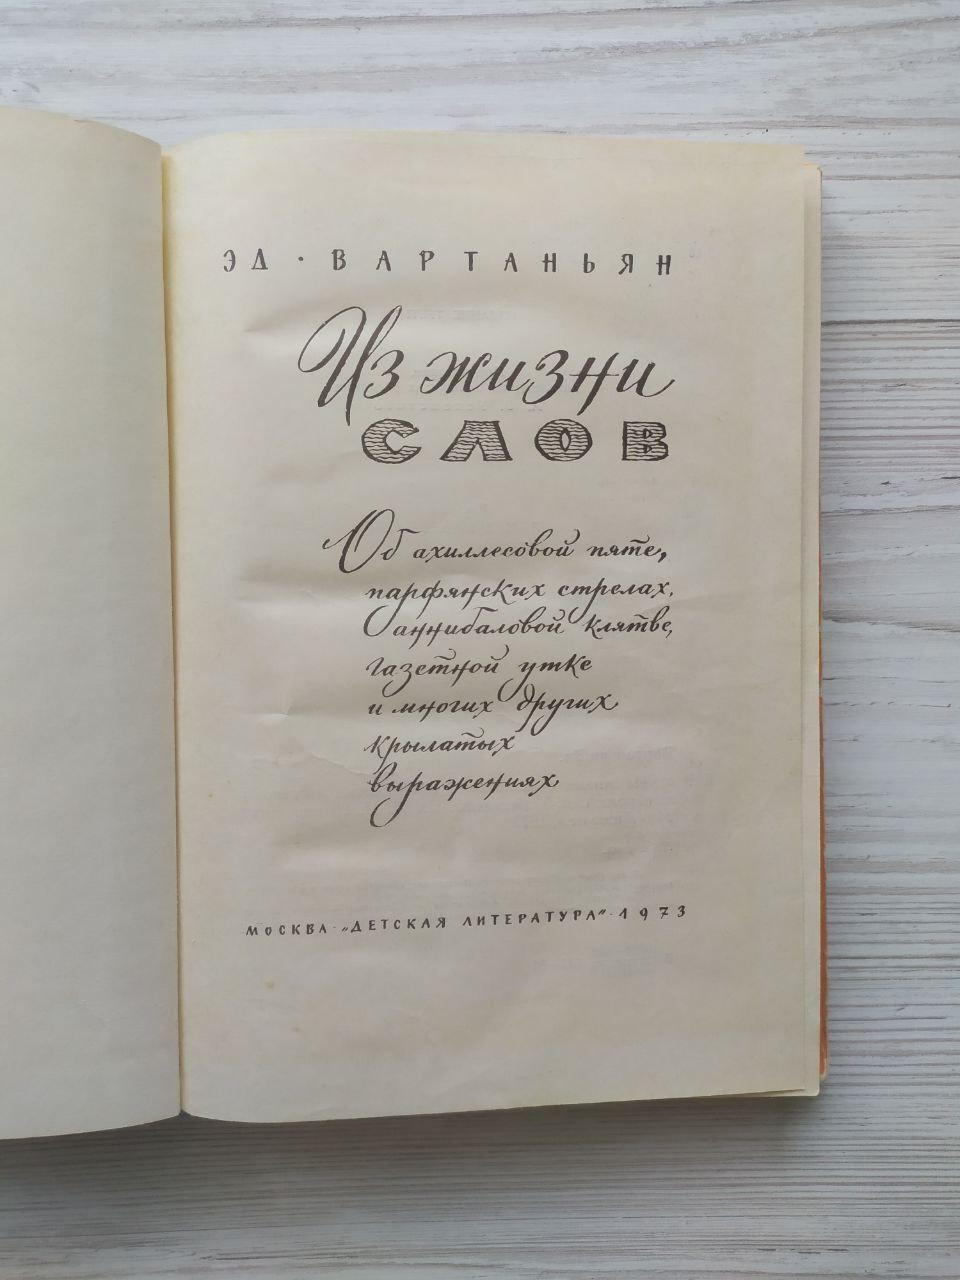 ЭД · ВАРТАНЬЯН
Из жизни
СЛОВ
Об ахиллесовой пяте,
парфянских стрелах,
аннибаловой клятве,
газетной утке
и многих других
крылатых
выражениях
МОСКВА · „ДЕТСКАЯ ЛИТЕРАТУРА" · 1973